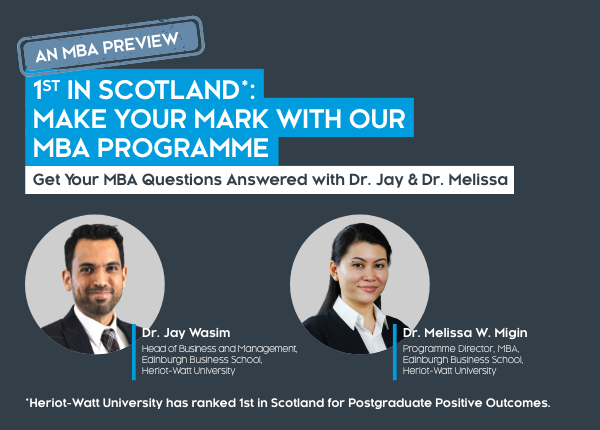 AN MBA PREVIEW
1ST IN SCOTLAND*:
MAKE YOUR MARK WITH OUR
MBA PROGRAMME
Get Your MBA Questions Answered with Dr. Jay & Dr. Melissa
Dr. Jay Wasim
Head of Business and Management,
Edinburgh Business School,
Heriot-Watt University
Dr. Melissa W. Migin
Programme Director, MBA,
Edinburgh Business School,
Heriot-Watt University
*Heriot-Watt University has ranked 1st in Scotland for Postgraduate Positive Outcomes.